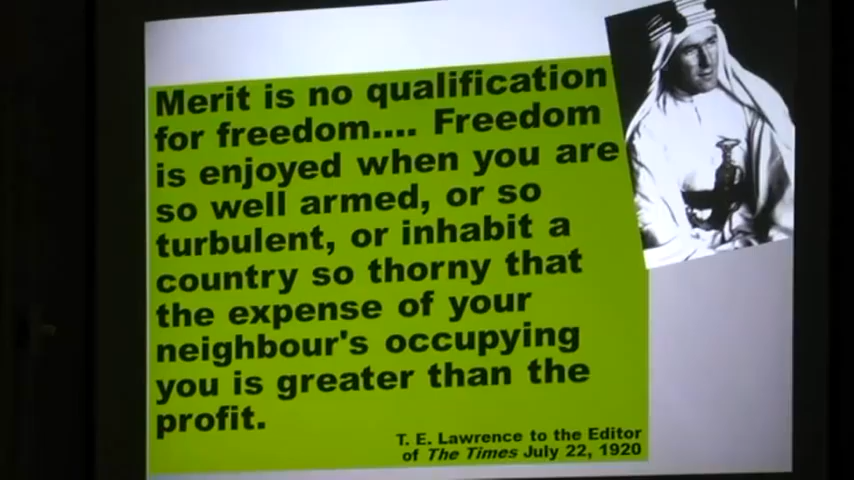 Merit is no qualification
for freedom.... Freedom
is enjoyed when you are
so well armed, or so
turbulent, or inhabit a
country so thorny that
the expense of your
neighbour's occupying
you is greater than the
profit.
T. E. Lawrence to the Editor
of The Times July 22, 1920